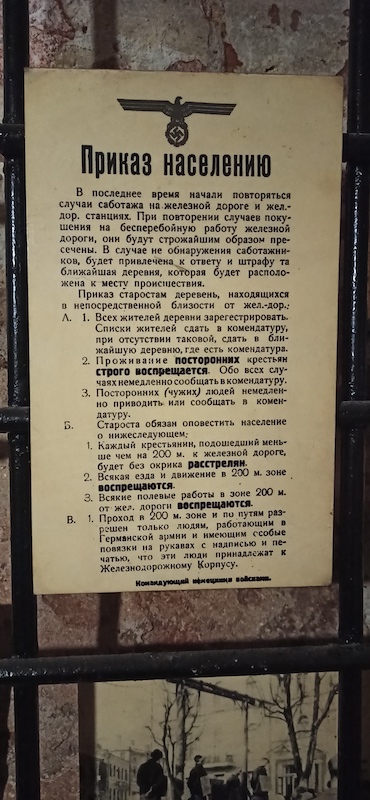 Приказ населению
В последнее время начали повторяться
случаи саботажа на железной дороге и жел.-
дор. станциях. При повторении случаев поку-
шения на бесперебойную работу железной
дороги, они будут строжайшим образом пре-
сечены. В случае не обнаружения саботажни-
ков, будет привлечена к ответу и штрафу та
ближайшая деревня, которая будет располо-
жена к месту происшествия.
Приказ старостам деревень, находящихся
в непосредственной близости от жел.-дор.:
А. 1. Всех жителей деревни зарегестрировать.
Списки жителей сдать в комендатуру,
при отсутствии таковой, сдать в бли-
жайшую деревню, где есть комендатура.
2. Проживание посторонних крестьян
строго воспрещается. Обо всех слу-
чаях немедленно сообщать в комендатуру.
3. Посторонних (чужих) людей немедлен-
но приводить или сообщать в комен-
датуру.
Б. Староста обязан оповестить население
о нижеследующем;
1. Каждый крестьянин, подошедший мень-
ше чем на 200 м. к железной дороге,
будет без окрика расстрелян.
2. Всякая езда и движение в 200 м. зоне
воспрещаются.
3. Всякие полевые работы в зоне 200 м.
от жел. дороги воспрещаются.
В. 1. Проход в 200 м. зоне и по путям раз-
решен только людям, работающим в
Германской армии и имеющим особые
повязки на рукавах с надписью и пе-
чатью, что эти люди принадлежат к
Железнодорожному Корпусу.
Командующий немецкими войсками.